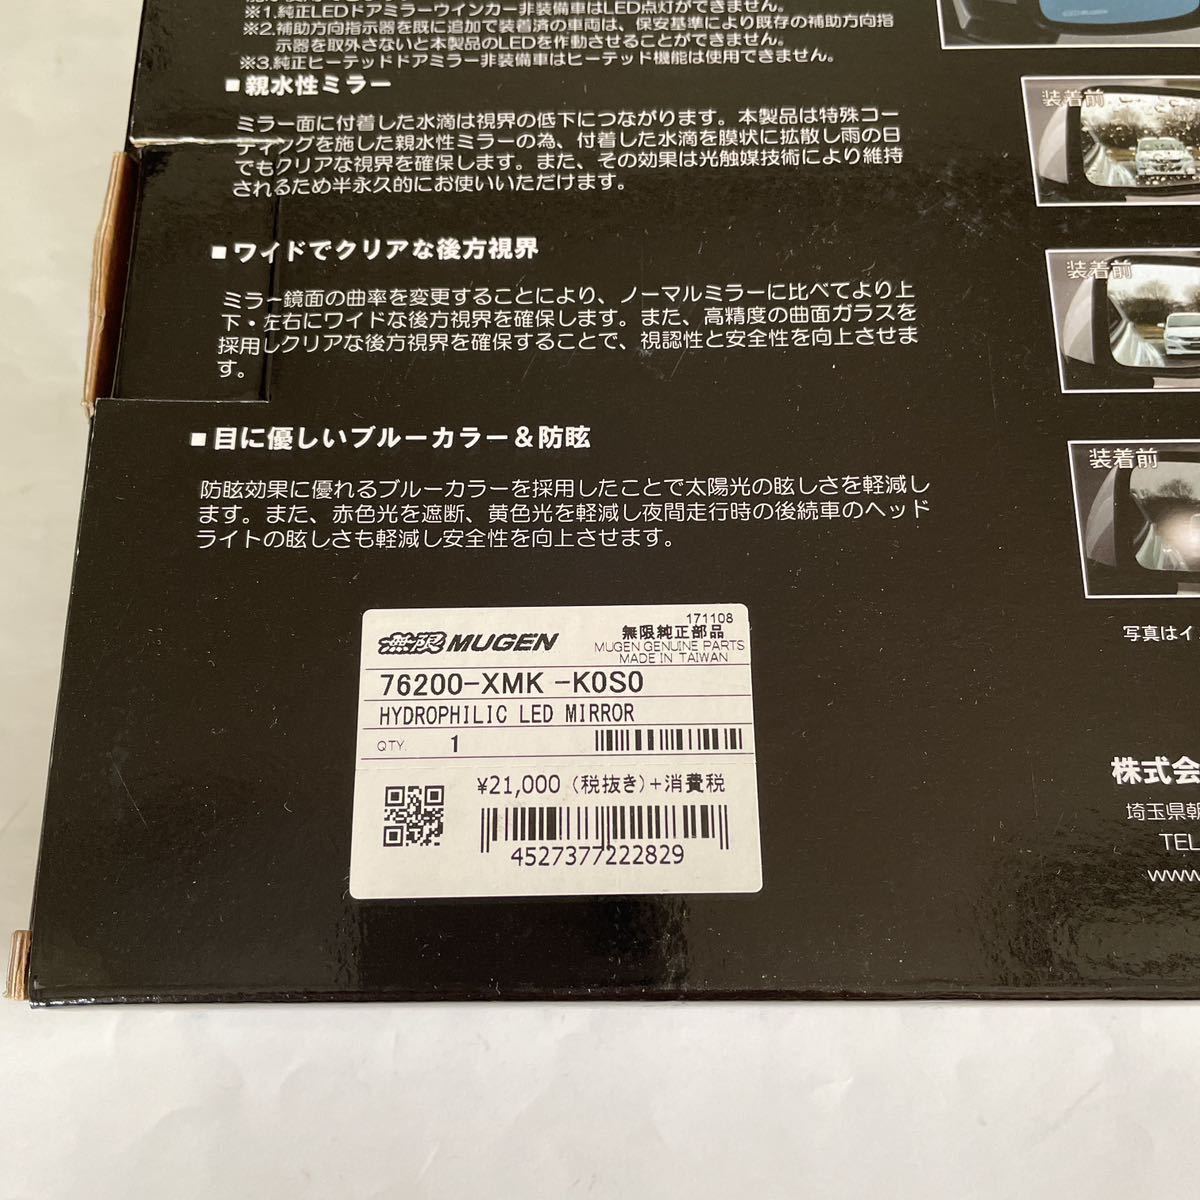 ※1.純正LEDドアミラーウインカー非装備車はLED点灯ができません。
※2.補助方向指示器を既に追加で装着済の車両は、保安基準により既存の補助方向指
示器を取外さないと本製品のLEDを作動させることができません。
※3.純正ヒーテッドドアミラー非装備車はヒーテッド機能は使用できません。
■親水性ミラー
ミラー面に付着した水滴は視界の低下につながります。本製品は特殊コー
ティングを施した親水性ミラーの為、付着した水滴を膜状に拡散し雨の日
でもクリアな視界を確保します。また、その効果は光触媒技術により維持
されるため半永久的にお使いいただけます。
装着前
■ワイドでクリアな後方視界
ミラー鏡面の曲率を変更することにより、ノーマルミラーに比べてより上
下・左右にワイドな後方視界を確保します。また、高精度の曲面ガラスを
採用しクリアな後方視界を確保することで、視認性と安全性を向上させま
す。
装着前
■目に優しいブルーカラー＆防眩
防眩効果に優れるブルーカラーを採用したことで太陽光の眩しさを軽減し
ます。また、赤色光を遮断、黄色光を軽減し夜間走行時の後続車のヘッド
ライトの眩しさも軽減し安全性を向上させます。
装着前
写真はイ
171108
無限 MUGEN
無限純正部品
MUGEN GENUINE PARTS
MADE IN TAIWAN
76200-XMK -K0S0
HYDROPHILIC LED MIRROR
QTY. 1
¥21,000 (税抜き)+消費税
4527377222829
株式会
埼玉県朝
TEL
www.